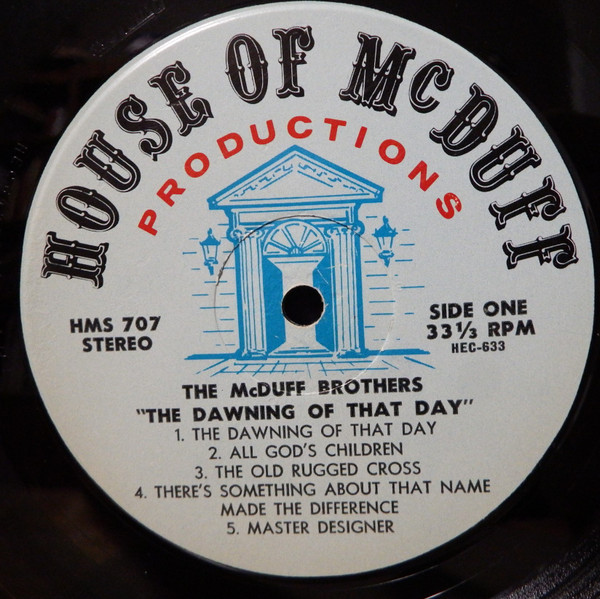 HOUSE OF McDUFF
PRODUCTIONS
HMS 707
STEREO
SIDE ONE
33 1/3 RPM
HEC-633
THE McDUFF BROTHERS
"THE DAWNING OF THAT DAY"
1. THE DAWNING OF THAT DAY
2. ALL GOD'S CHILDREN
3. THE OLD RUGGED CROSS
4. THERE'S SOMETHING ABOUT THAT NAME
MADE THE DIFFERENCE
5. MASTER DESIGNER